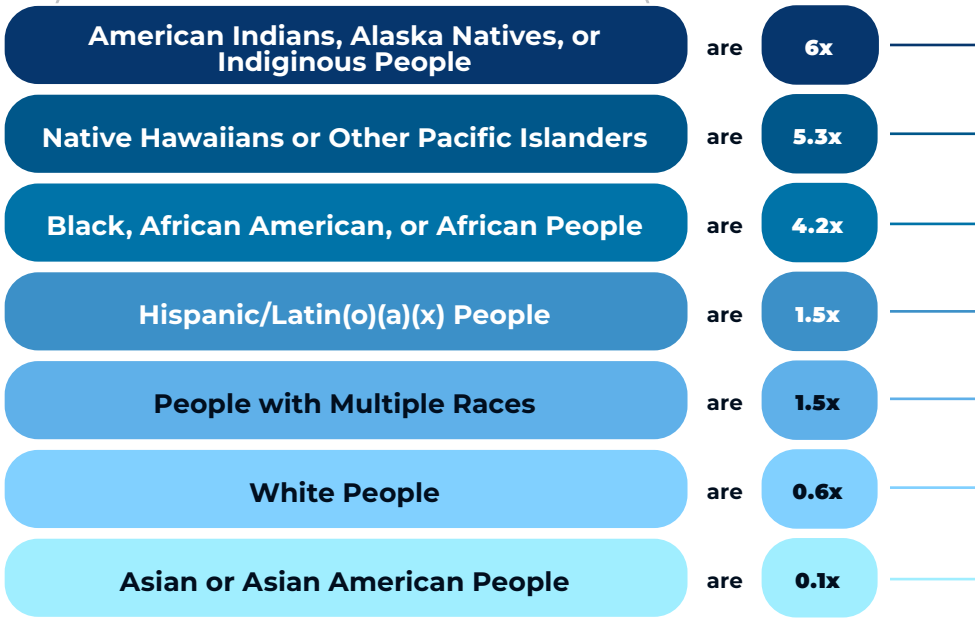 American Indians, Alaska Natives, or
Indiginous People
are
6x
Native Hawaiians or Other Pacific Islanders
are
5.3x
Black, African American, or African People
are
4.2x
Hispanic/Latin(o)(a)(x) People
are
1.5x
People with Multiple Races
are
1.5x
White People
are
0.6x
Asian or Asian American People
are
0.1x